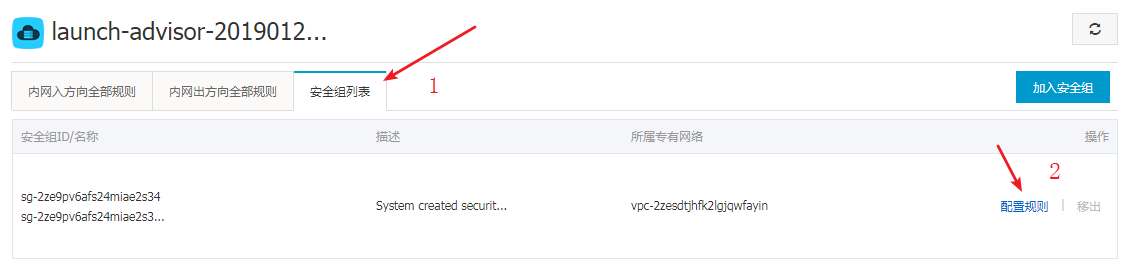 launch-advisor-2019012...
内网入方向全部规则 内网出方向全部规则 安全组列表 1 加入安全组
安全组ID/名称 描述 所属专有网络 操作
2
sg-2ze9pv6afs24miae2s34 System created securit... vpc-2zesdtjhfk2lgjqwfayin 配置规则 | 移出
sg-2ze9pv6afs24miae2s3...